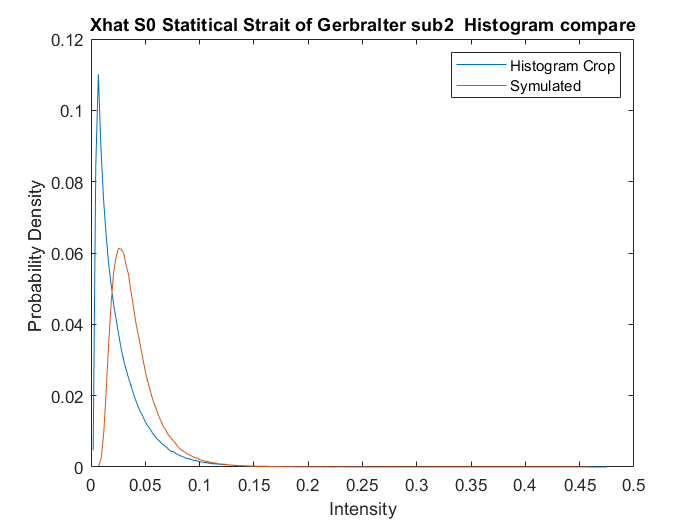 Xhat S0 Statitical Strait of Gerbralter sub2  Histogram compare
Histogram Crop
Symulated
Probability Density
0.12
0.1
0.08
0.06
0.04
0.02
0
0 0.05 0.1 0.15 0.2 0.25 0.3 0.35 0.4 0.45 0.5
Intensity